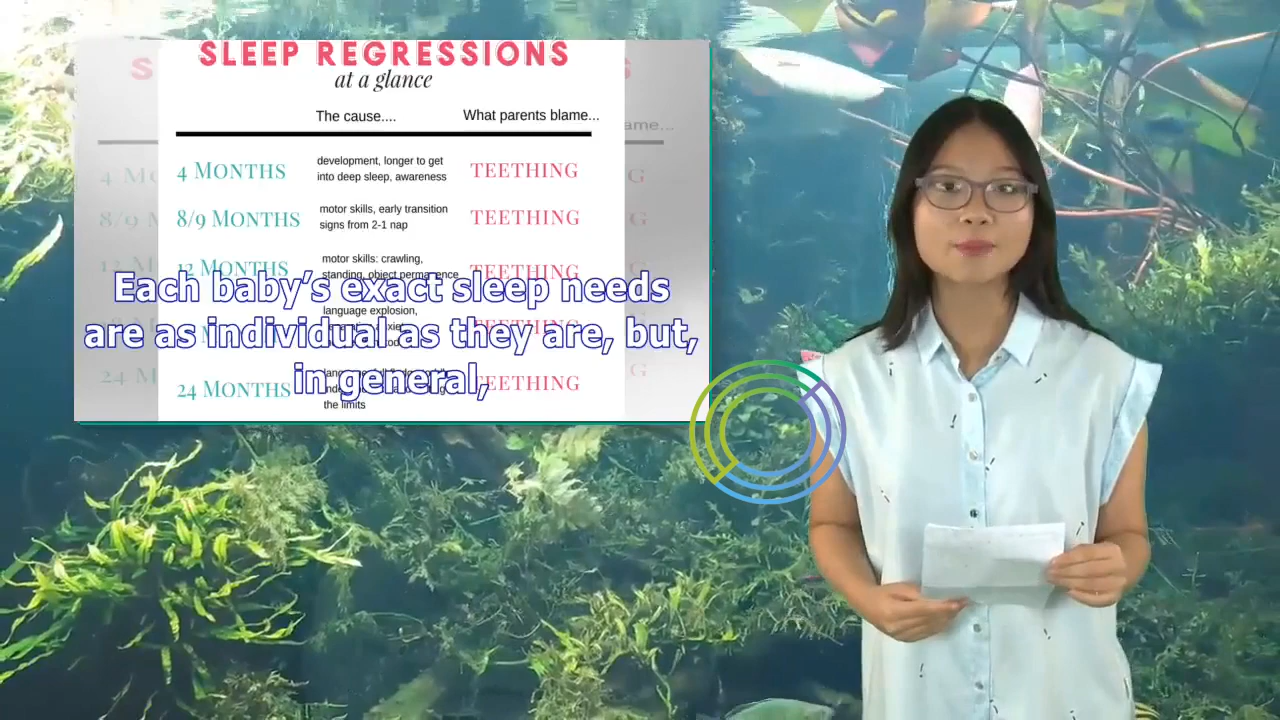 SLEEP REGRESSIONS
at a glance
The cause....
What parents blame...
4 MONTHS
development, longer to get
into deep sleep, awareness
TEETHING
8/9 MONTHS
motor skills, early transition
signs from 2-1 nap
TEETHING
12 MONTHS
motor skills: crawling,
standing, object permanence
TEETHING
language explosion,
TEETHING
24 MONTHS
the limits
TEETHING
Each baby’s exact sleep needs
are as individual as they are, but,
in general,